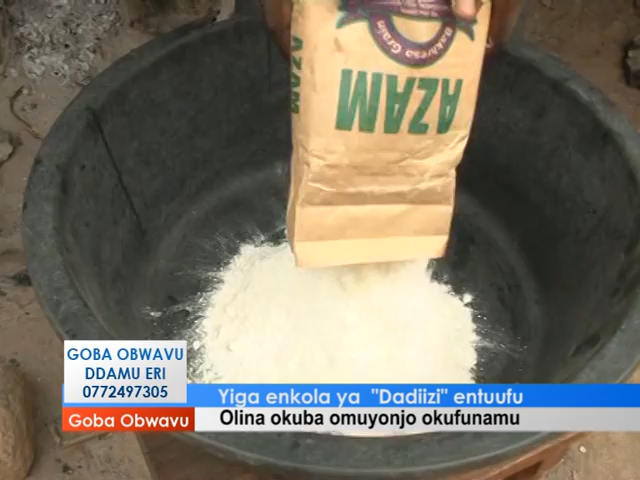 Bakhresa Grain
AZAM
AZAM
GOBA OBWAVU
DDAMU ERI
0772497305
Yiga enkola ya "Dadiizi" entuufu
Goba Obwavu
Olina okuba omuyonjo okufunamu